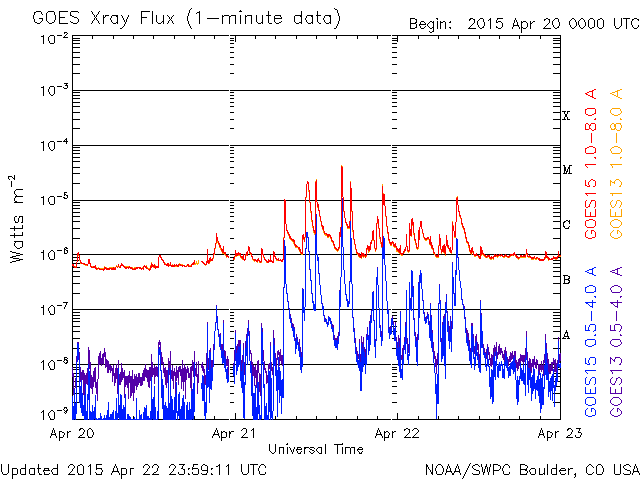 GOES Xray Flux (1-minute data)
Begin: 2015 Apr 20 0000 UTC
10-2
10-3
10-4
10-5
10-6
10-7
10-8
10-9
Watts m-2
X
M
C
B
A
GOES15 1.0-8.0 A
GOES13 1.0-8.0 A
GOES15 0.5-4.0 A
GOES13 0.5-4.0 A
Apr 20
Apr 21
Apr 22
Apr 23
Universal Time
Updated 2015 Apr 22 23:59:11 UTC
NOAA/SWPC Boulder, CO USA